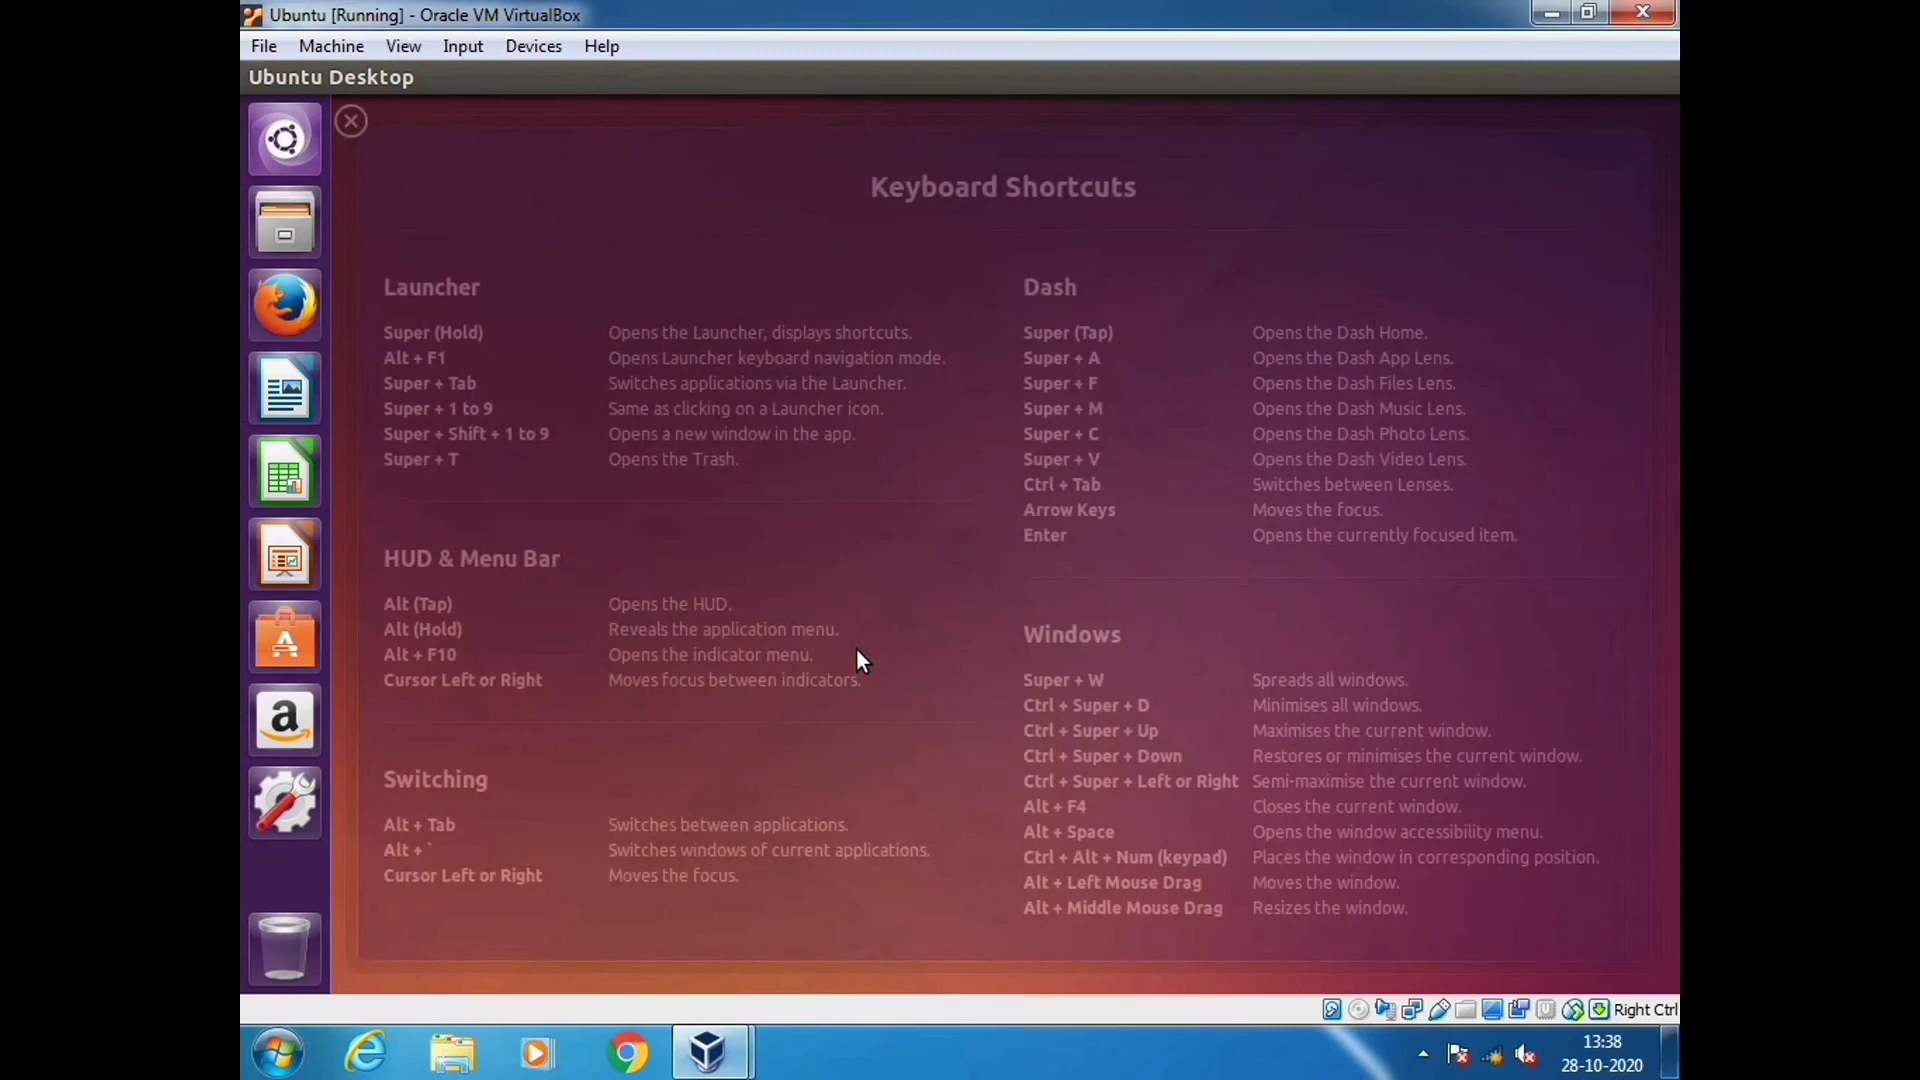 Ubuntu [Running] - Oracle VM VirtualBox
File Machine View Input Devices Help
Ubuntu Desktop
Keyboard Shortcuts
Launcher
Super (Hold) Opens the Launcher, displays shortcuts.
Alt + F1 Opens Launcher keyboard navigation mode.
Super + Tab Switches applications via the Launcher.
Super + 1 to 9 Same as clicking on a Launcher icon.
Super + Shift + 1 to 9 Opens a new window in the app.
Super + T Opens the Trash.
HUD & Menu Bar
Alt (Tap) Opens the HUD.
Alt (Hold) Reveals the application menu.
Alt + F10 Opens the indicator menu.
Cursor Left or Right Moves focus between indicators.
Switching
Alt + Tab Switches between applications.
Alt + ` Switches windows of current applications.
Cursor Left or Right Moves the focus.
Dash
Super (Tap) Opens the Dash Home.
Super + A Opens the Dash App Lens.
Super + F Opens the Dash Files Lens.
Super + M Opens the Dash Music Lens.
Super + C Opens the Dash Photo Lens.
Super + V Opens the Dash Video Lens.
Ctrl + Tab Switches between Lenses.
Arrow Keys Moves the focus.
Enter Opens the currently focused item.
Windows
Super + W Spreads all windows.
Ctrl + Super + D Minimises all windows.
Ctrl + Super + Up Maximises the current window.
Ctrl + Super + Down Restores or minimises the current window.
Ctrl + Super + Left or Right Semi-maximise the current window.
Alt + F4 Closes the current window.
Alt + Space Opens the window accessibility menu.
Ctrl + Alt + Num (keypad) Places the window in corresponding position.
Alt + Left Mouse Drag Moves the window.
Alt + Middle Mouse Drag Resizes the window.
Right Ctrl
13:38
28-10-2020